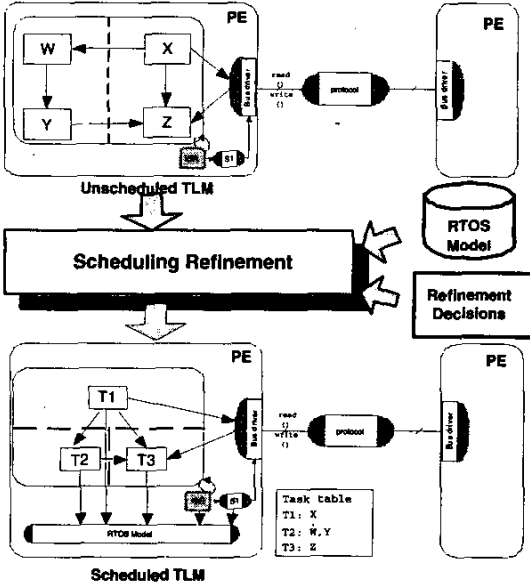 PE
PE
W
X
Y
Z
Bus driver
read
()
write
()
protocol
Bus driver
S1
Unscheduled TLM
RTOS
Model
Scheduling Refinement
Refinement
Decisions
PE
PE
T1
T2
T3
Bus driver
read
()
write
()
protocol
Bus driver
S1
RTOS Model
Task table
T1: X
T2: W,Y
T3: Z
Scheduled TLM